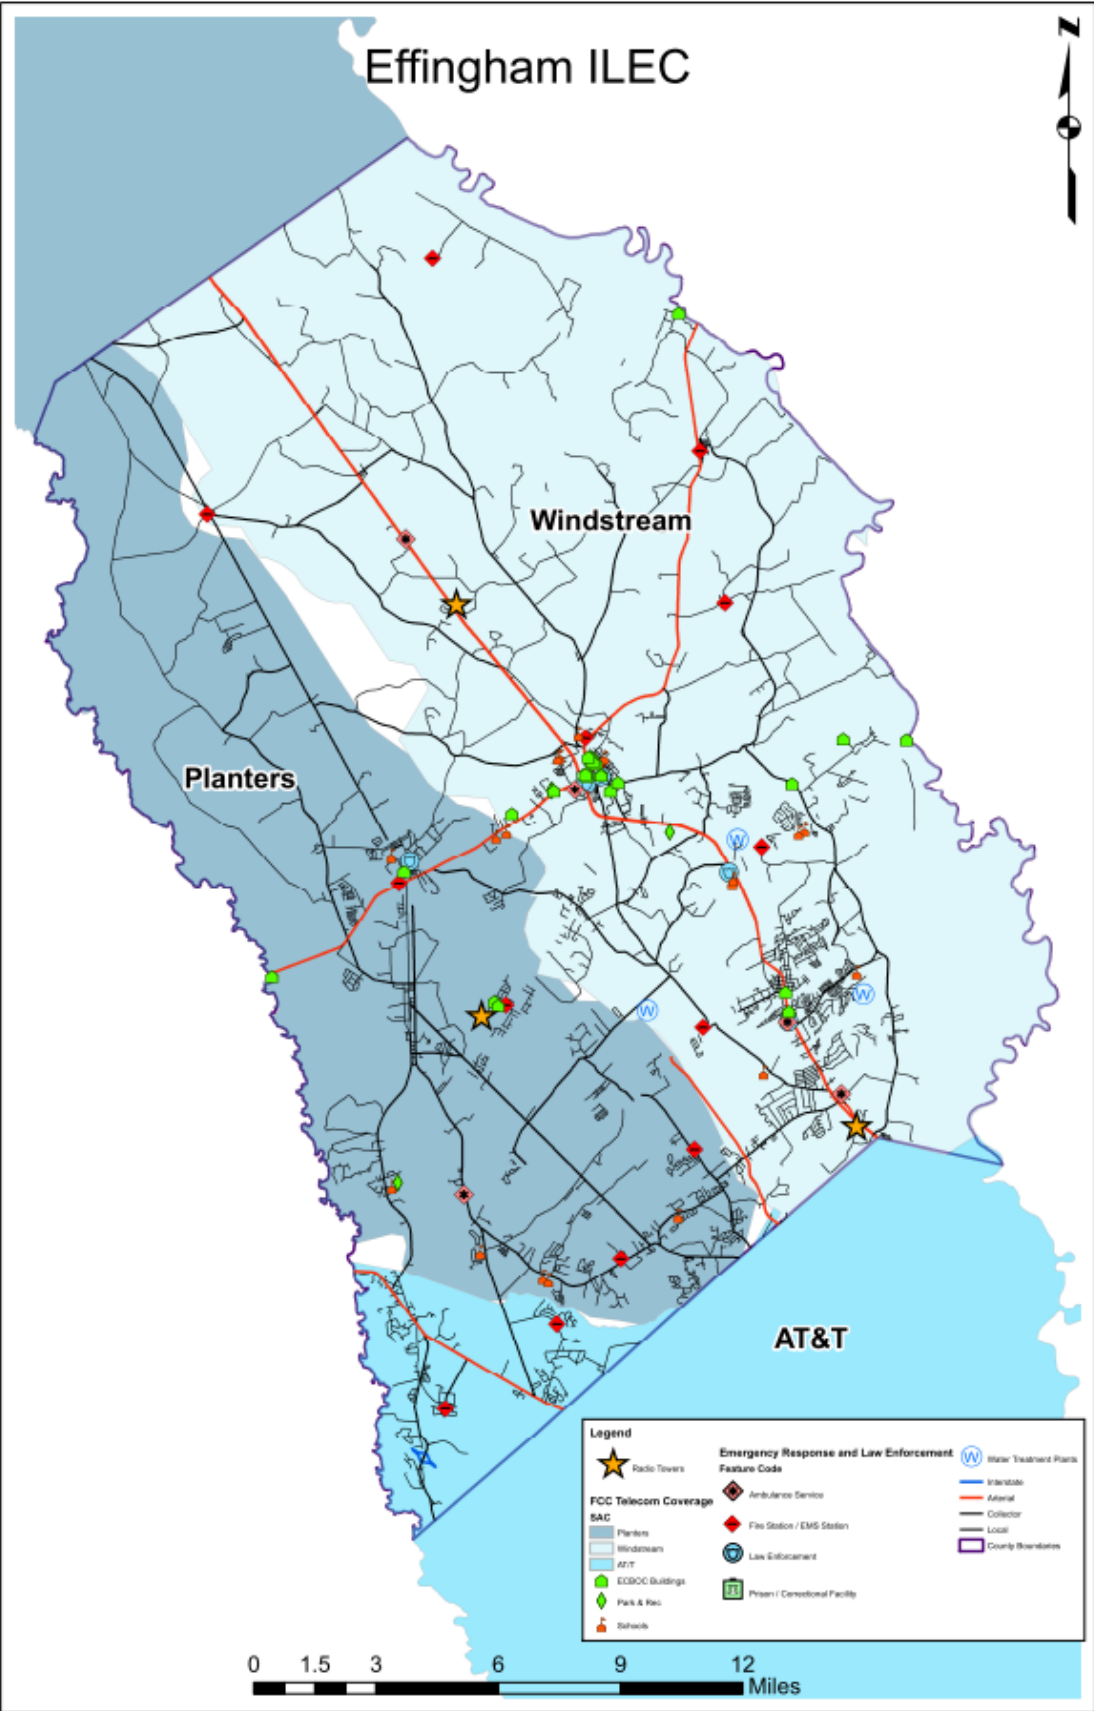 Effingham ILEC
Z
Windstream
Planters
AT&T
Legend
Radio Towers
FCC Telecom Coverage
SAC
Planters
Windstream
AT/T
ECBOC Buildings
Park & Rec
Schools
Emergency Response and Law Enforcement
Feature Code
Ambulance Service
Fire Station / EMS Station
Law Enforcement
Prison / Correctional Facility
W Water Treatment Plants
Interstate
Arterial
Collector
Local
County Boundaries
W
W
W
0 1.5 3 6 9 12
Miles